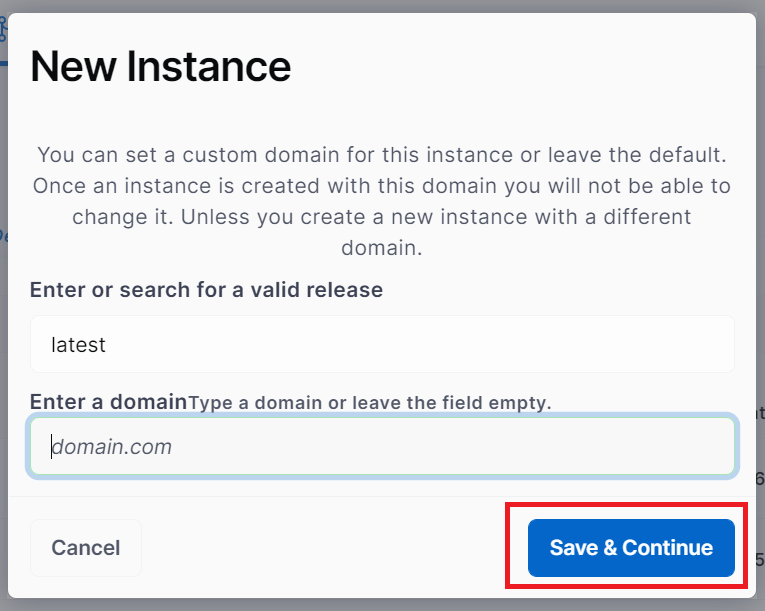 New Instance
You can set a custom domain for this instance or leave the default.
Once an instance is created with this domain you will not be able to
change it. Unless you create a new instance with a different
domain.
Enter or search for a valid release
latest
Enter a domainType a domain or leave the field empty.
domain.com
Cancel
Save & Continue